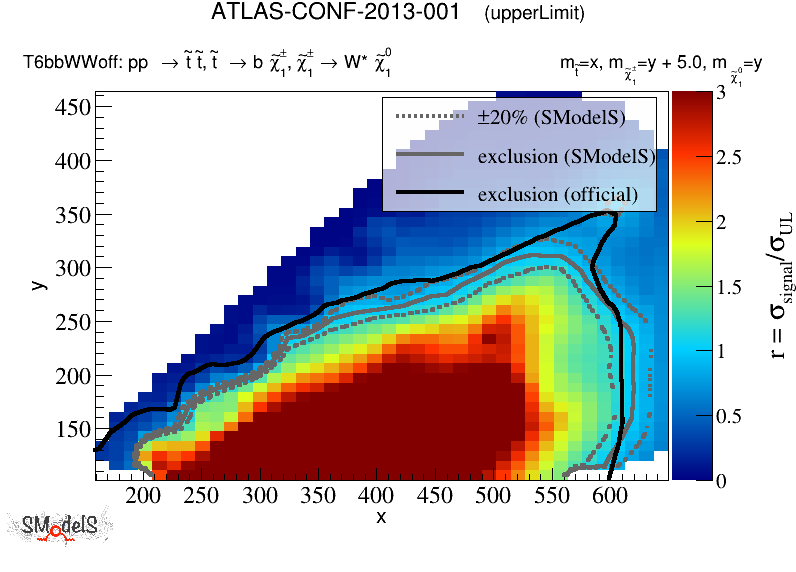 ATLAS-CONF-2013-001 (upperLimit)
T6bbWWoff: pp → t̃ t̃, t̃ → b χ̃₁±, χ̃₁± → W* χ̃₁⁰
m_t̃=x, m_χ̃₁±=y + 5.0, m_χ̃₁⁰=y
±20% (SModelS)
exclusion (SModelS)
exclusion (official)
450
400
350
300
250
200
150
y
200 250 300 350 400 450 500 550 600
x
3
2.5
2
1.5
1
0.5
0
r = σ_signal/σ_UL
SModelS